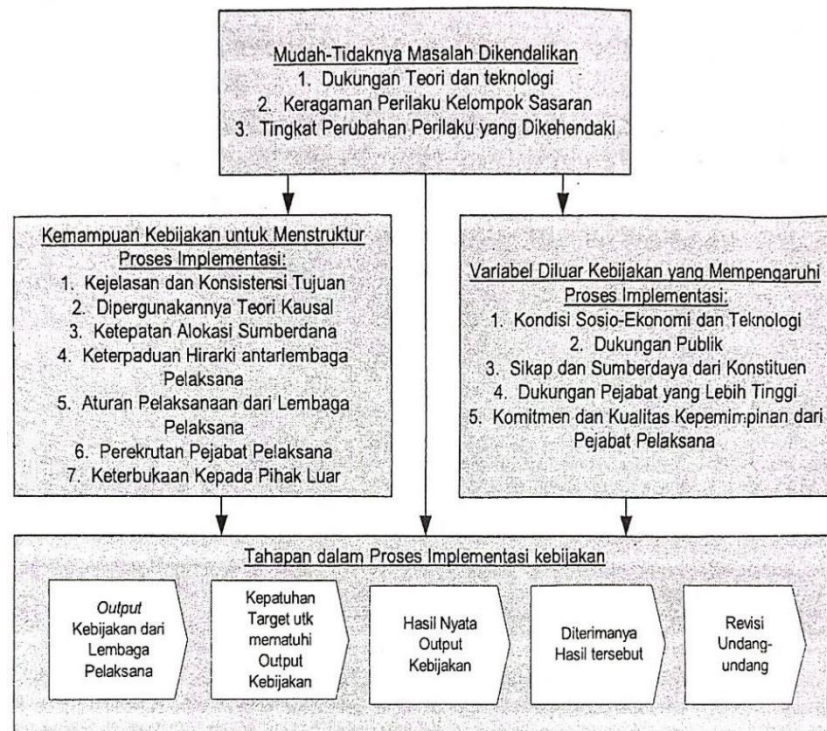 Mudah-Tidaknya Masalah Dikendalikan
1. Dukungan Teori dan teknologi
2. Keragaman Perilaku Kelompok Sasaran
3. Tingkat Perubahan Perilaku yang Dikehendaki
Kemampuan Kebijakan untuk Menstruktur
Proses Implementasi:
1. Kejelasan dan Konsistensi Tujuan
2. Dipergunakannya Teori Kausal
3. Ketepatan Alokasi Sumberdana
4. Keterpaduan Hirarki antarlembaga
Pelaksana
5. Aturan Pelaksanaan dari Lembaga
Pelaksana
6. Perekrutan Pejabat Pelaksana
7. Keterbukaan Kepada Pihak Luar
Variabel Diluar Kebijakan yang Mempengaruhi
Proses Implementasi:
1. Kondisi Sosio-Ekonomi dan Teknologi
2. Dukungan Publik
3. Sikap dan Sumberdaya dari Konstituen
4. Dukungan Pejabat yang Lebih Tinggi
5. Komitmen dan Kualitas Kepemimpinan dari
Pejabat Pelaksana
Tahapan dalam Proses Implementasi kebijakan
Output
Kebijakan dari
Lembaga
Pelaksana
Kepatuhan
Target utk
mematuhi
Output
Kebijakan
Hasil Nyata
Output
Kebijakan
Diterimanya
Hasil tersebut
Revisi
Undang-
undang